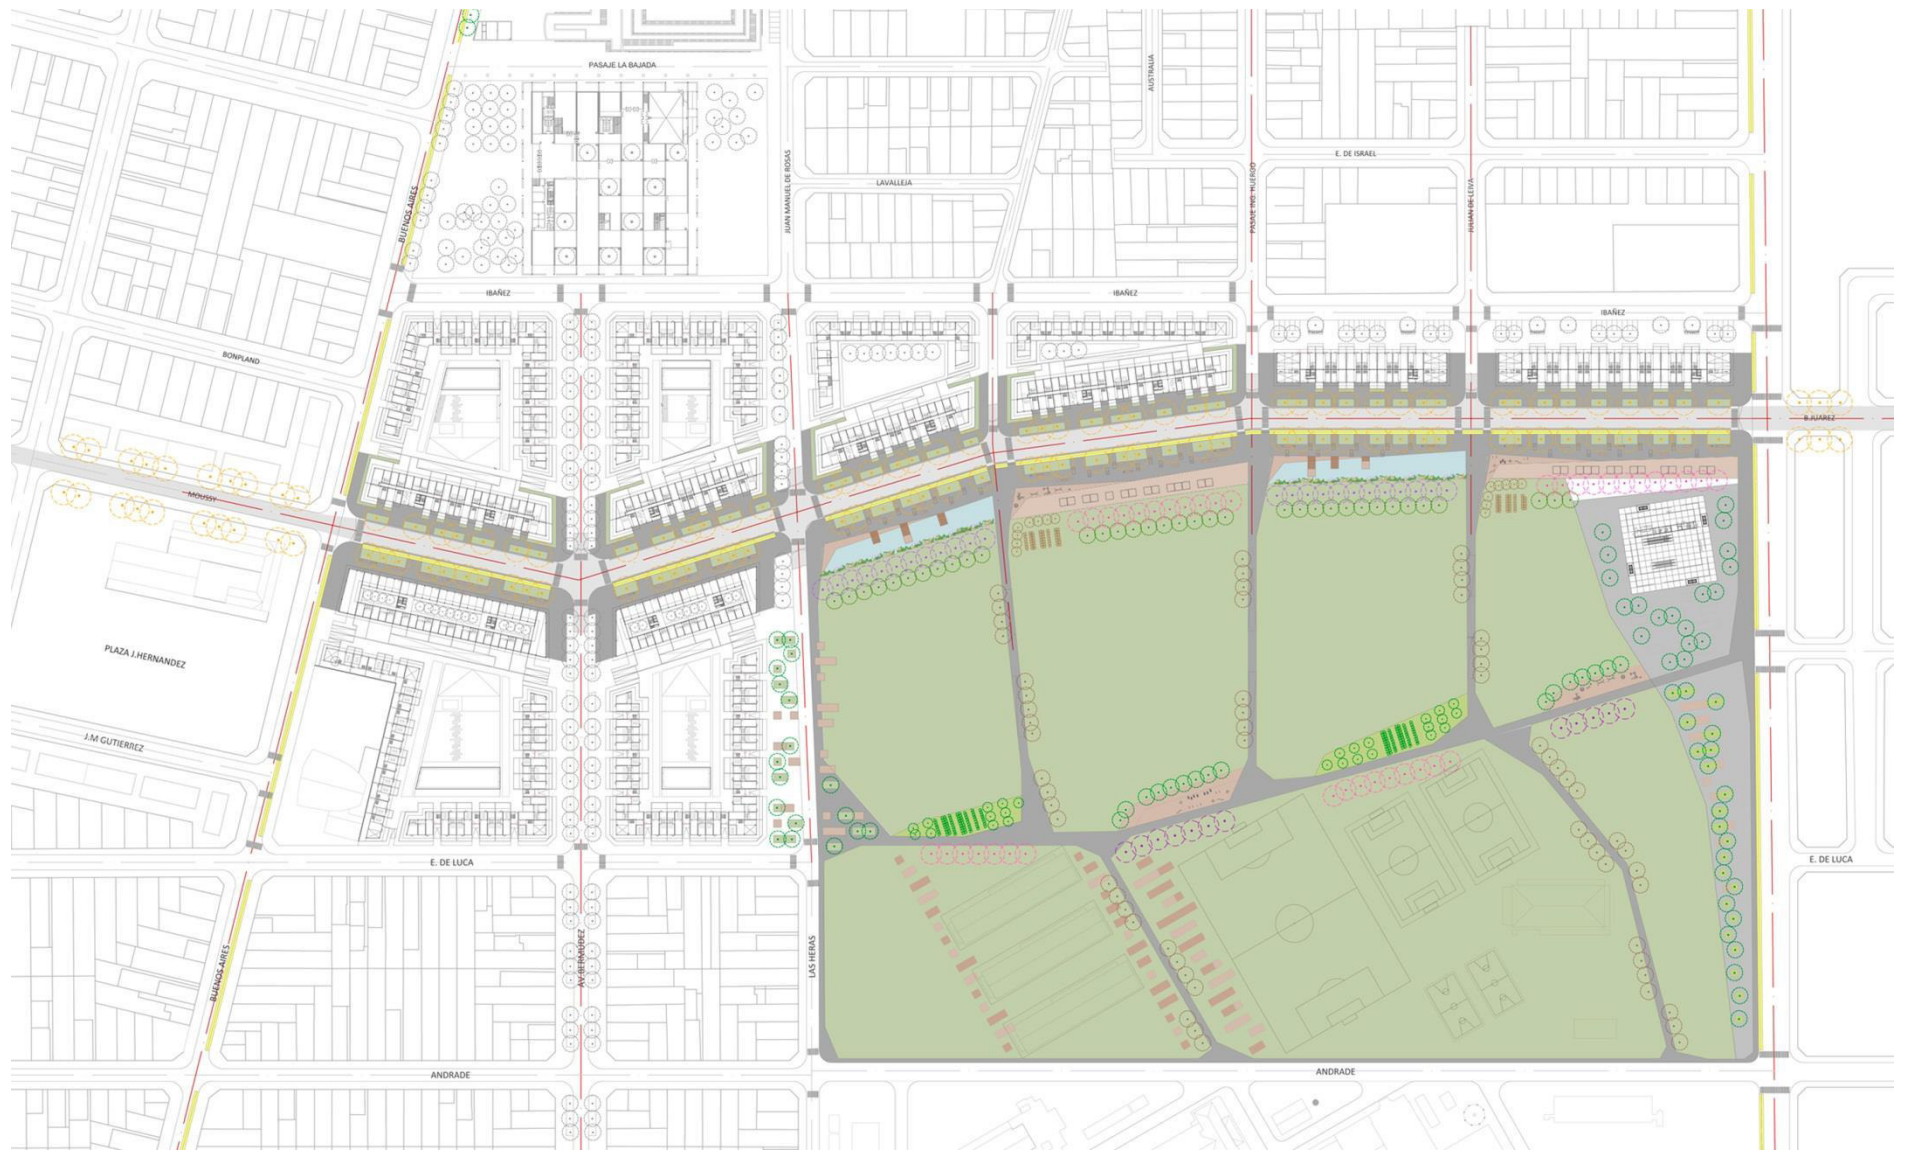 PASAJE LA BAJADA
AUSTRALIA
E. DE ISRAEL
JUAN MANUEL DE ROSAS
LAVALLEJA
PASAJE ING. HUERGO
JULIAN DE LEIVA
BUENOS AIRES
IBAÑEZ
IBAÑEZ
IBAÑEZ
BONPLAND
B.JUAREZ
MOUSSY
PLAZA J.HERNANDEZ
J.M GUTIERREZ
E. DE LUCA
E. DE LUCA
BUENOS AIRES
AV.BERMÚDEZ
LAS HERAS
ANDRADE
ANDRADE